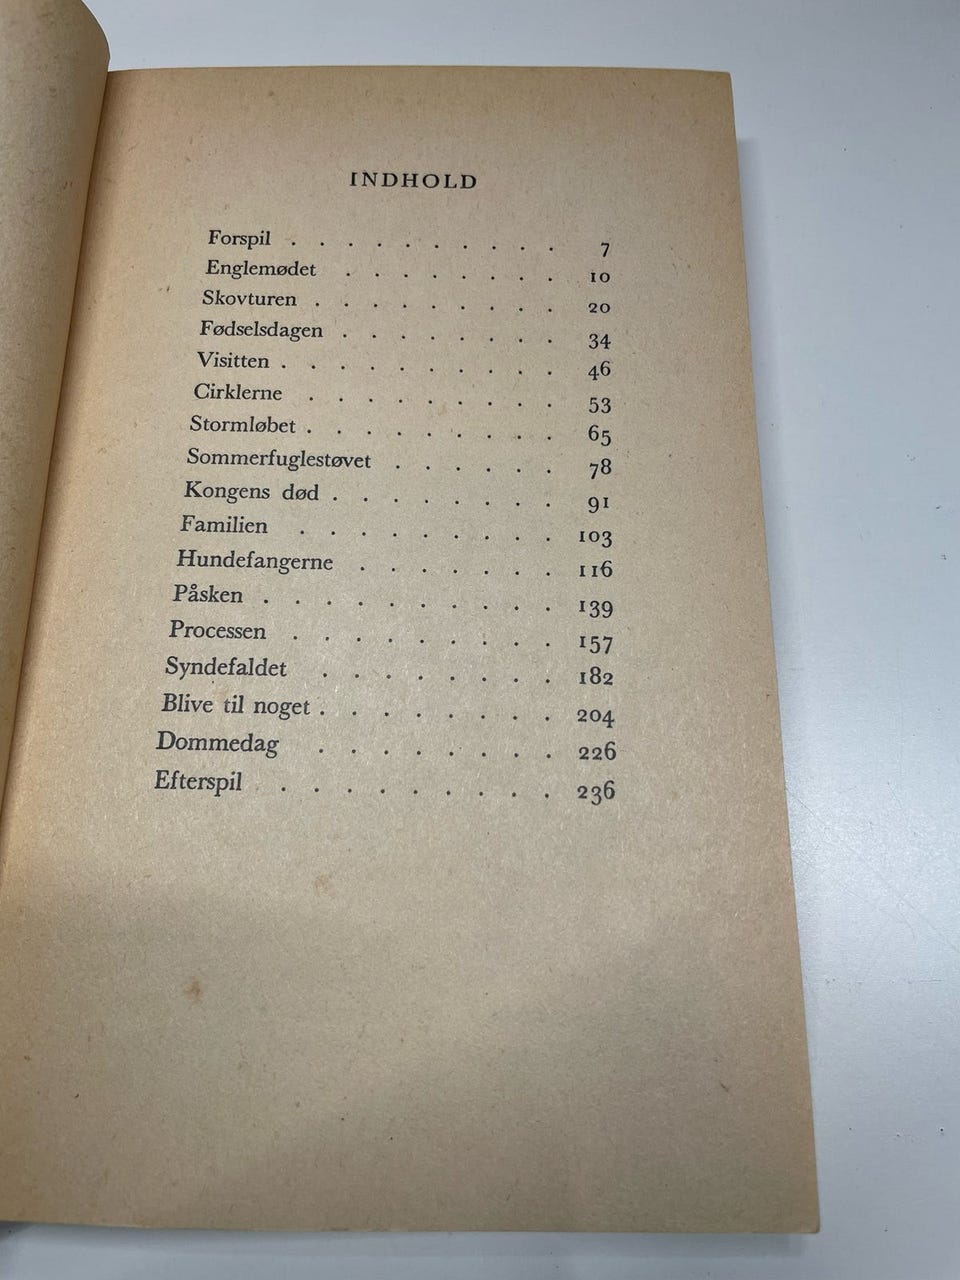 INDHOLD
Forspil . . . . . . . . . . 7
Englemødet . . . . . . . . 10
Skovturen . . . . . . . . . 20
Fødselsdagen . . . . . . . . 34
Visitten . . . . . . . . . . 46
Cirklerne . . . . . . . . . 53
Stormløbet . . . . . . . . . 65
Sommerfuglestøvet . . . . . . 78
Kongens død . . . . . . . . 91
Familien . . . . . . . . . 103
Hundefangerne . . . . . . . 116
Påsken . . . . . . . . . . 139
Processen . . . . . . . . . 157
Syndefaldet . . . . . . . . 182
Blive til noget . . . . . . . . 204
Dommedag . . . . . . . . 226
Efterspil . . . . . . . . . 236